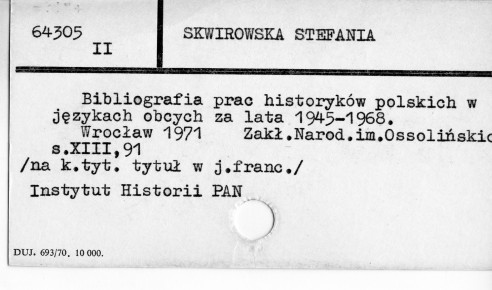 64305
II
SKWIROWSKA STEFANIA
Bibliografia prac historyków polskich w
językach obcych za lata 1945-1968.
Wrocław 1971 Zakł.Narod.im.Ossolińskic
s.XIII,91
/na k.tyt. tytuł w j.franc./
Instytut Historii PAN
DUJ. 693/70. 10 000.